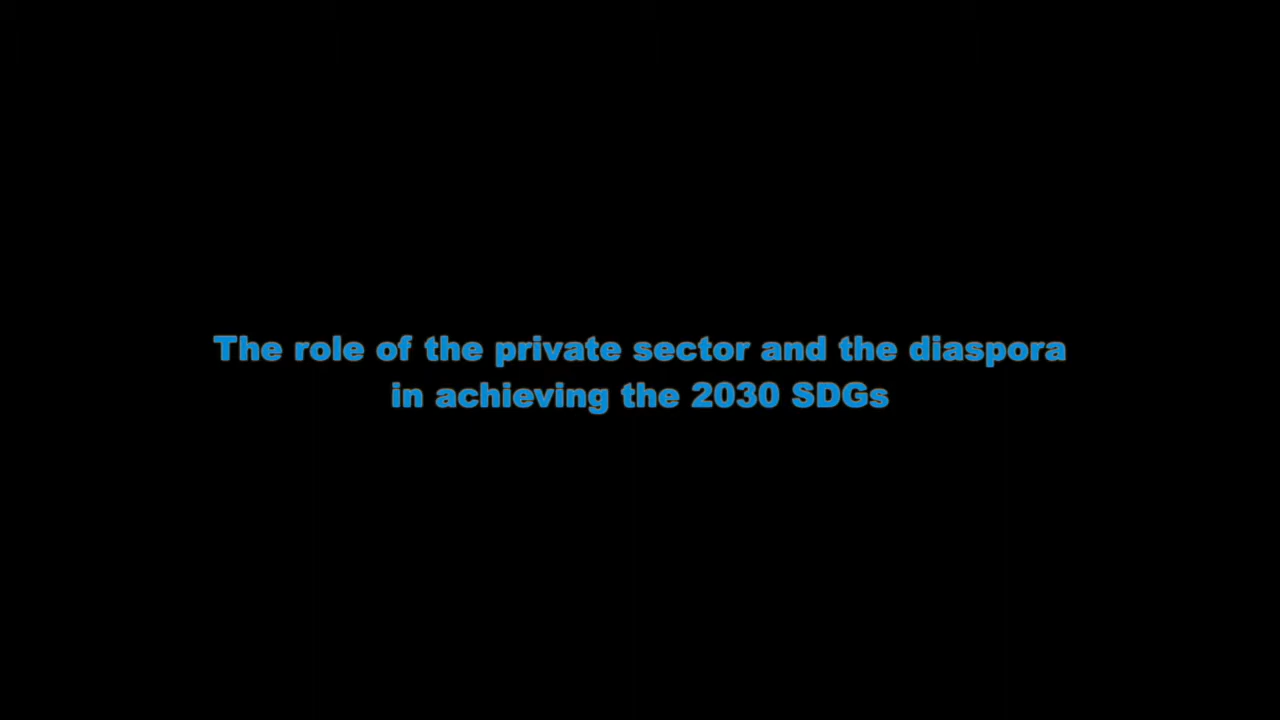 The role of the private sector and the diaspora
in achieving the 2030 SDGs